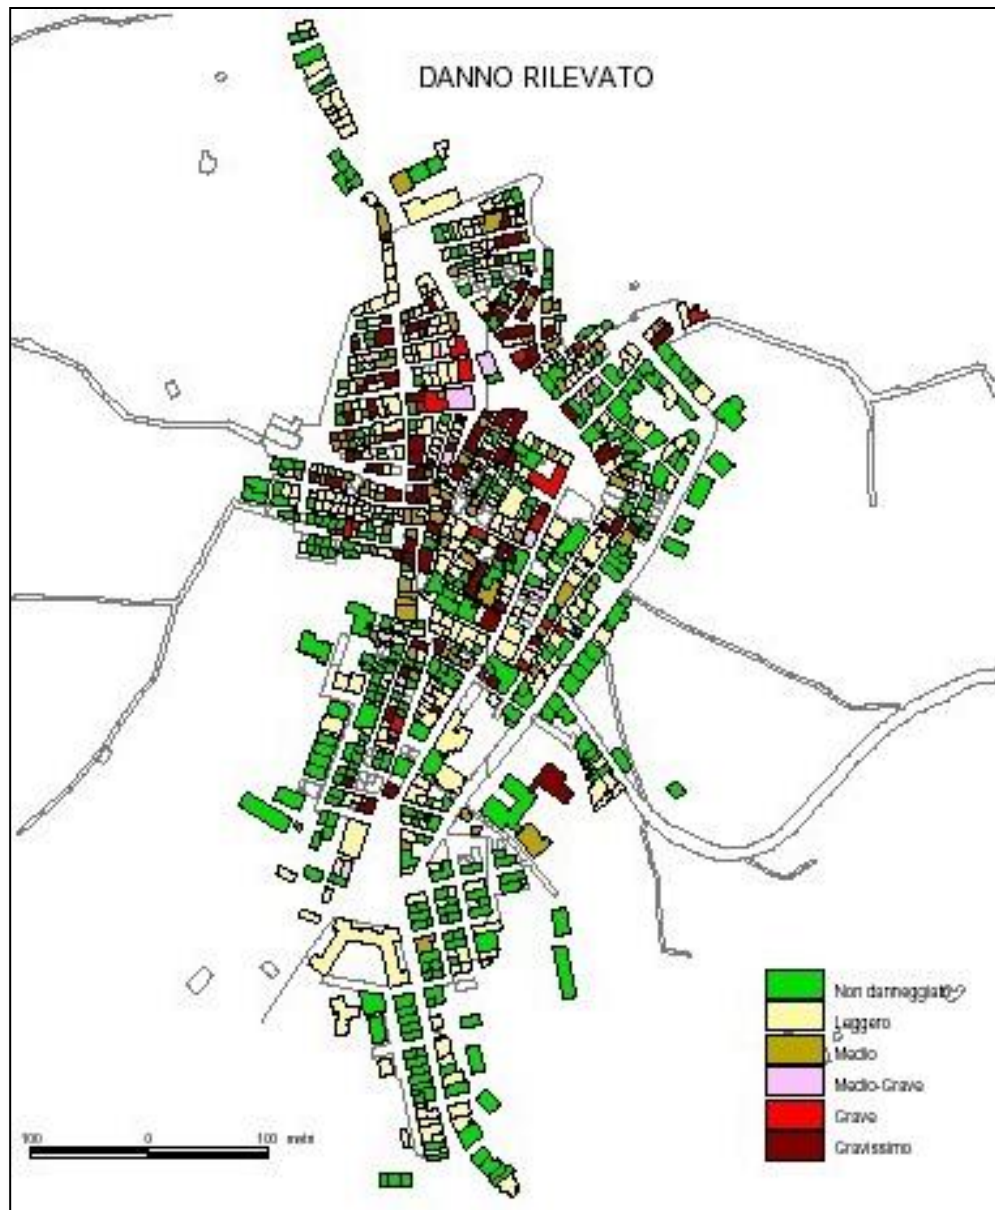 DANNO RILEVATO
Non danneggiato
Leggero
Medio
Medio-Grave
Grave
Gravissimo
100 0 100 metri